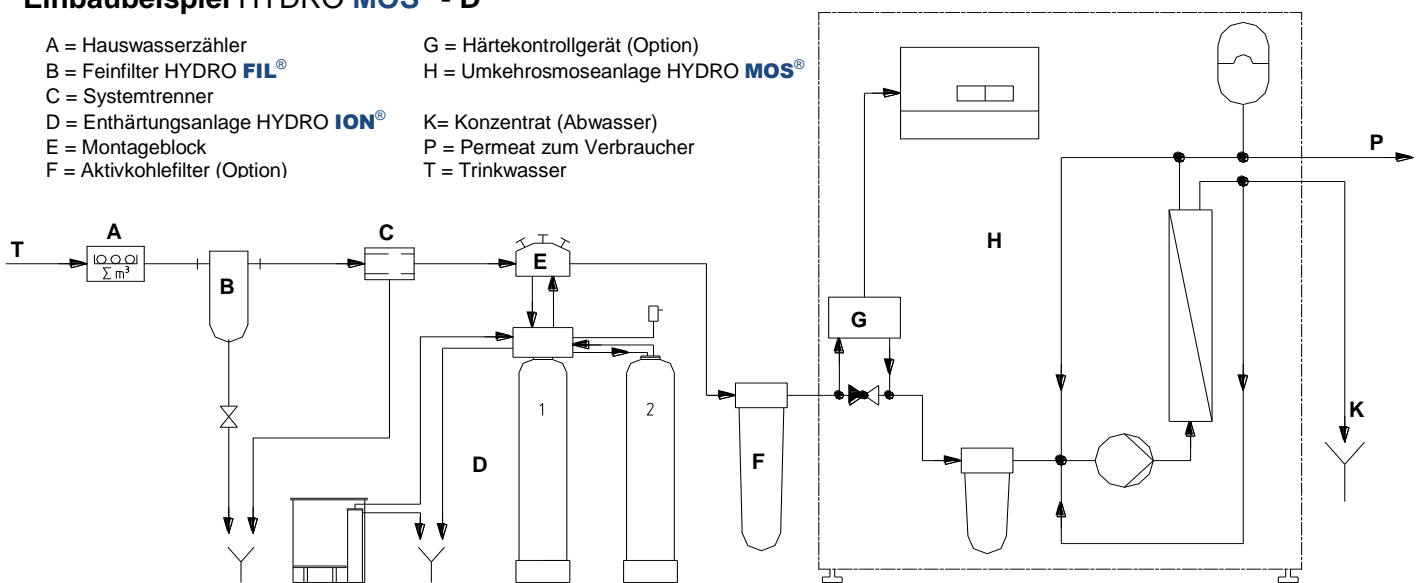 Einbaubeispiel HYDRO MOS® - D
A = Hauswasserzähler
B = Feinfilter HYDRO FIL®
C = Systemtrenner
D = Enthärtungsanlage HYDRO ION®
E = Montageblock
F = Aktivkohlefilter (Option)
G = Härtekontrollgerät (Option)
H = Umkehrosmoseanlage HYDRO MOS®
K= Konzentrat (Abwasser)
P = Permeat zum Verbraucher
T = Trinkwasser
P
A
C
T
E
H
Σ m³
B
G
1
2
K
D
F